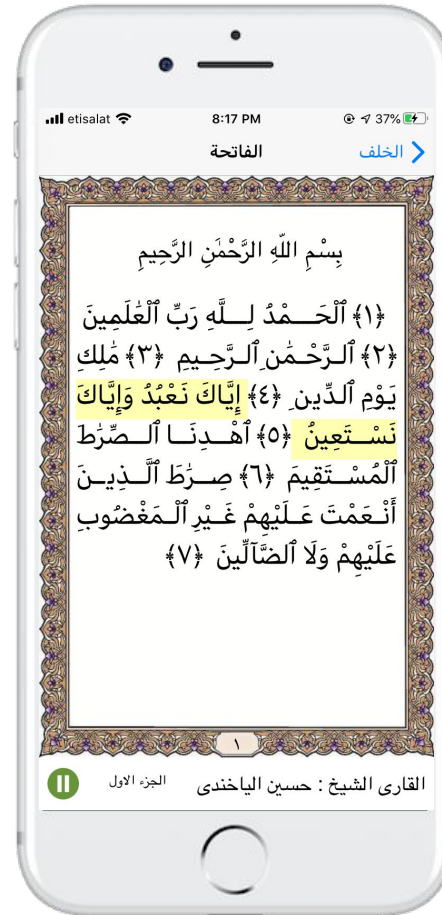 etisalat 8:17 PM 37%
الخلف الفاتحة
بِسْمِ اللّهِ الرَّحْمٰنِ الرَّحِيمِ
﴿١﴾ ٱلْحَمْدُ لِلَّهِ رَبِّ ٱلْعَٰلَمِينَ
﴿٢﴾ ٱلرَّحْمَٰنِ ٱلرَّحِيمِ ﴿٣﴾ مَٰلِكِ
يَوْمِ ٱلدِّينِ ﴿٤﴾ إِيَّاكَ نَعْبُدُ وَإِيَّاكَ
نَسْتَعِينُ ﴿٥﴾ ٱهْدِنَا ٱلصِّرَٰطَ
ٱلْمُسْتَقِيمَ ﴿٦﴾ صِرَٰطَ ٱلَّذِينَ
أَنْعَمْتَ عَلَيْهِمْ غَيْرِ ٱلْمَغْضُوبِ
عَلَيْهِمْ وَلَا ٱلضَّآلِّينَ ﴿٧﴾
١
القارى الشيخ : حسين الياخندى الجزء الاول